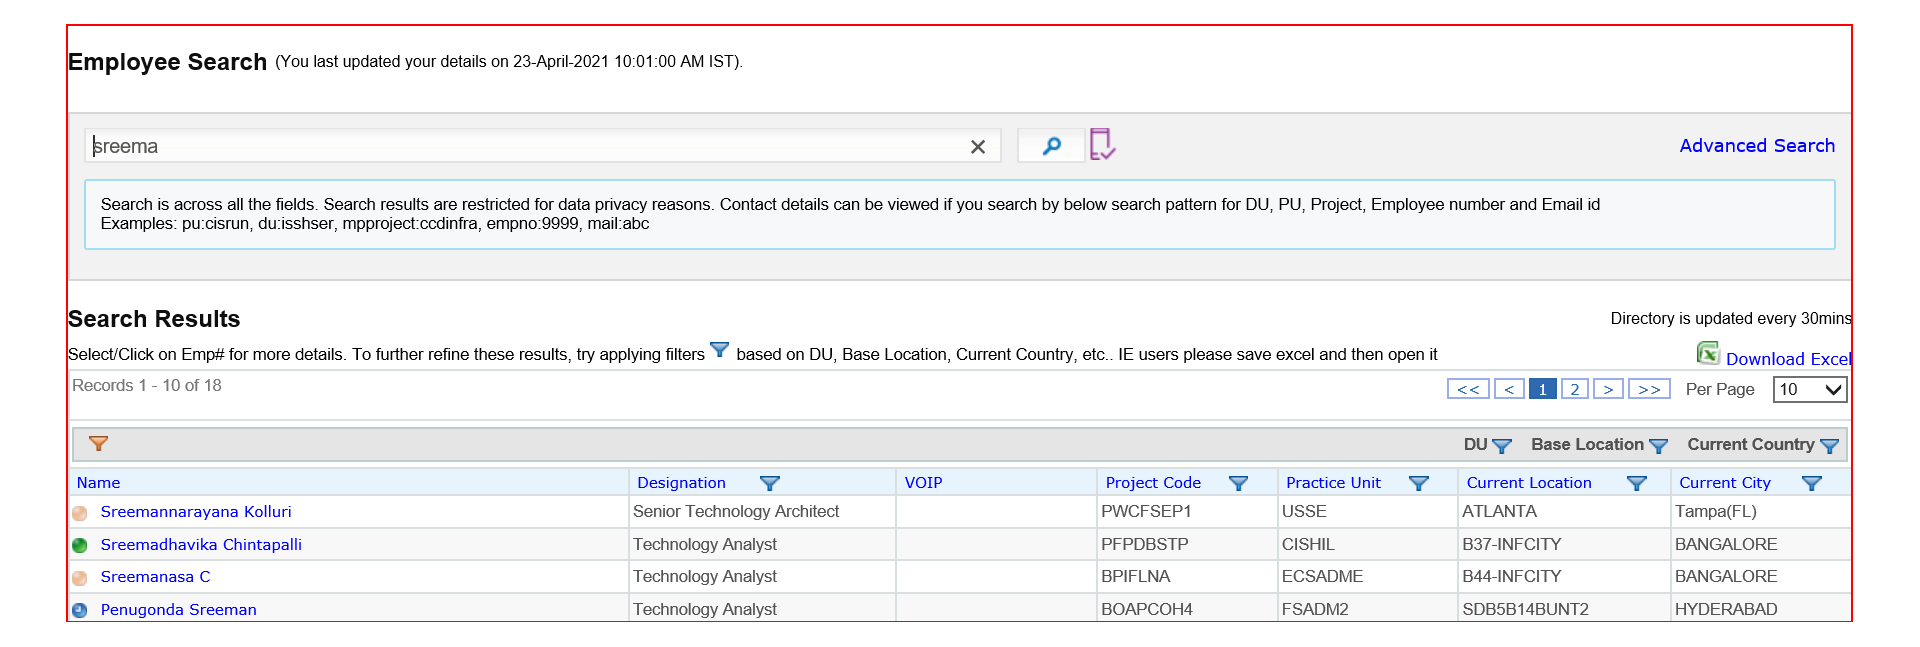 Employee Search (You last updated your details on 23-April-2021 10:01:00 AM IST).
sreema
Advanced Search
Search is across all the fields. Search results are restricted for data privacy reasons. Contact details can be viewed if you search by below search pattern for DU, PU, Project, Employee number and Email id
Examples: pu:cisrun, du:isshser, mpproject:ccdinfra, empno:9999, mail:abc
Search Results Directory is updated every 30mins
Select/Click on Emp# for more details. To further refine these results, try applying filters based on DU, Base Location, Current Country, etc.. IE users please save excel and then open it Download Excel
Records 1 - 10 of 18 << < 1 2 > >> Per Page 10
DU Base Location Current Country
Name Designation VOIP Project Code Practice Unit Current Location Current City
Sreemannarayana Kolluri Senior Technology Architect PWCFSEP1 USSE ATLANTA Tampa(FL)
Sreemadhavika Chintapalli Technology Analyst PFPDBSTP CISHIL B37-INFCITY BANGALORE
Sreemanasa C Technology Analyst BPIFLNA ECSADME B44-INFCITY BANGALORE
Penugonda Sreeman Technology Analyst BOAPCOH4 FSADM2 SDB5B14BUNT2 HYDERABAD